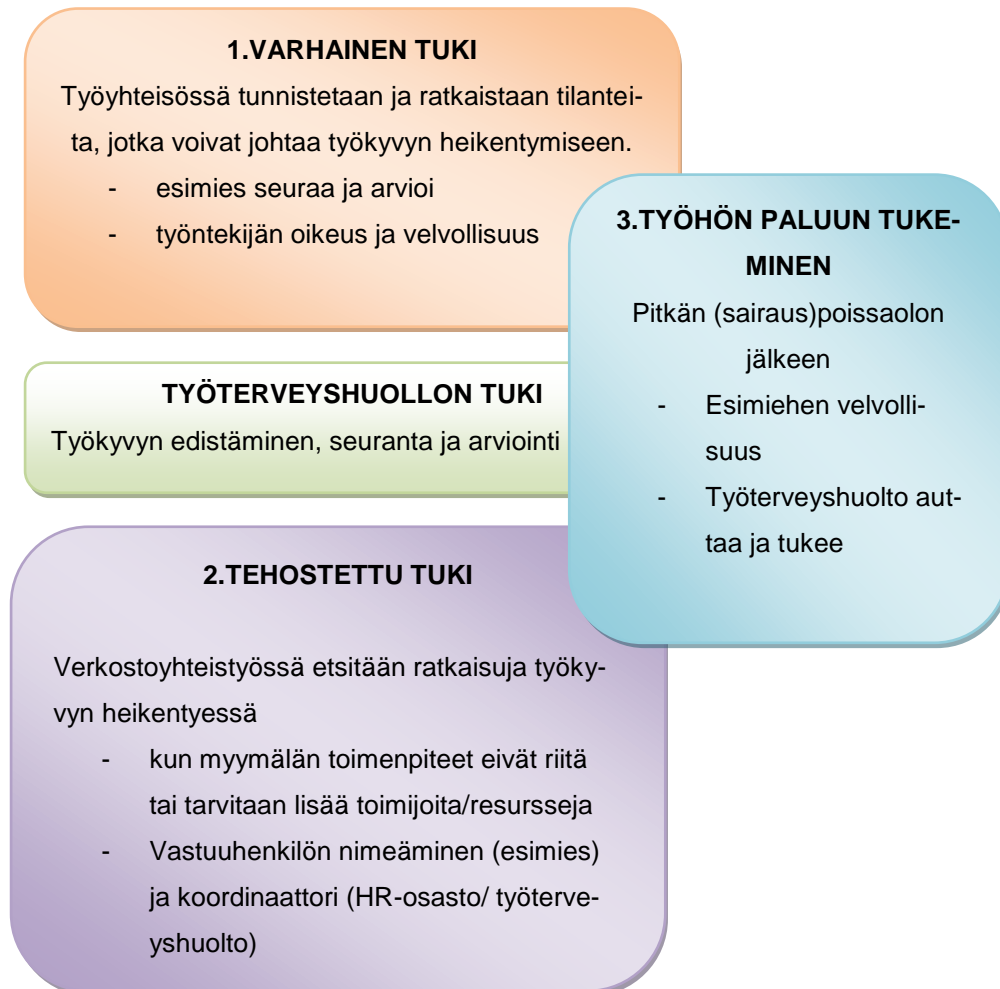 1.VARHAINEN TUKI
Työyhteisössä tunnistetaan ja ratkaistaan tilantei-
ta, jotka voivat johtaa työkyvyn heikentymiseen.
- esimies seuraa ja arvioi
- työntekijän oikeus ja velvollisuus
TYÖTERVEYSHUOLLON TUKI
Työkyvyn edistäminen, seuranta ja arviointi
2.TEHOSTETTU TUKI
Verkostoyhteistyössä etsitään ratkaisuja työky-
vyn heikentyessä
- kun myymälän toimenpiteet eivät riitä
tai tarvitaan lisää toimijoita/resursseja
- Vastuuhenkilön nimeäminen (esimies)
ja koordinaattori (HR-osasto/ työterve-
yshuolto)
3.TYÖHÖN PALUUN TUKE-
MINEN
Pitkän (sairaus)poissaolon
jälkeen
- Esimiehen velvolli-
suus
- Työterveyshuolto aut-
taa ja tukee